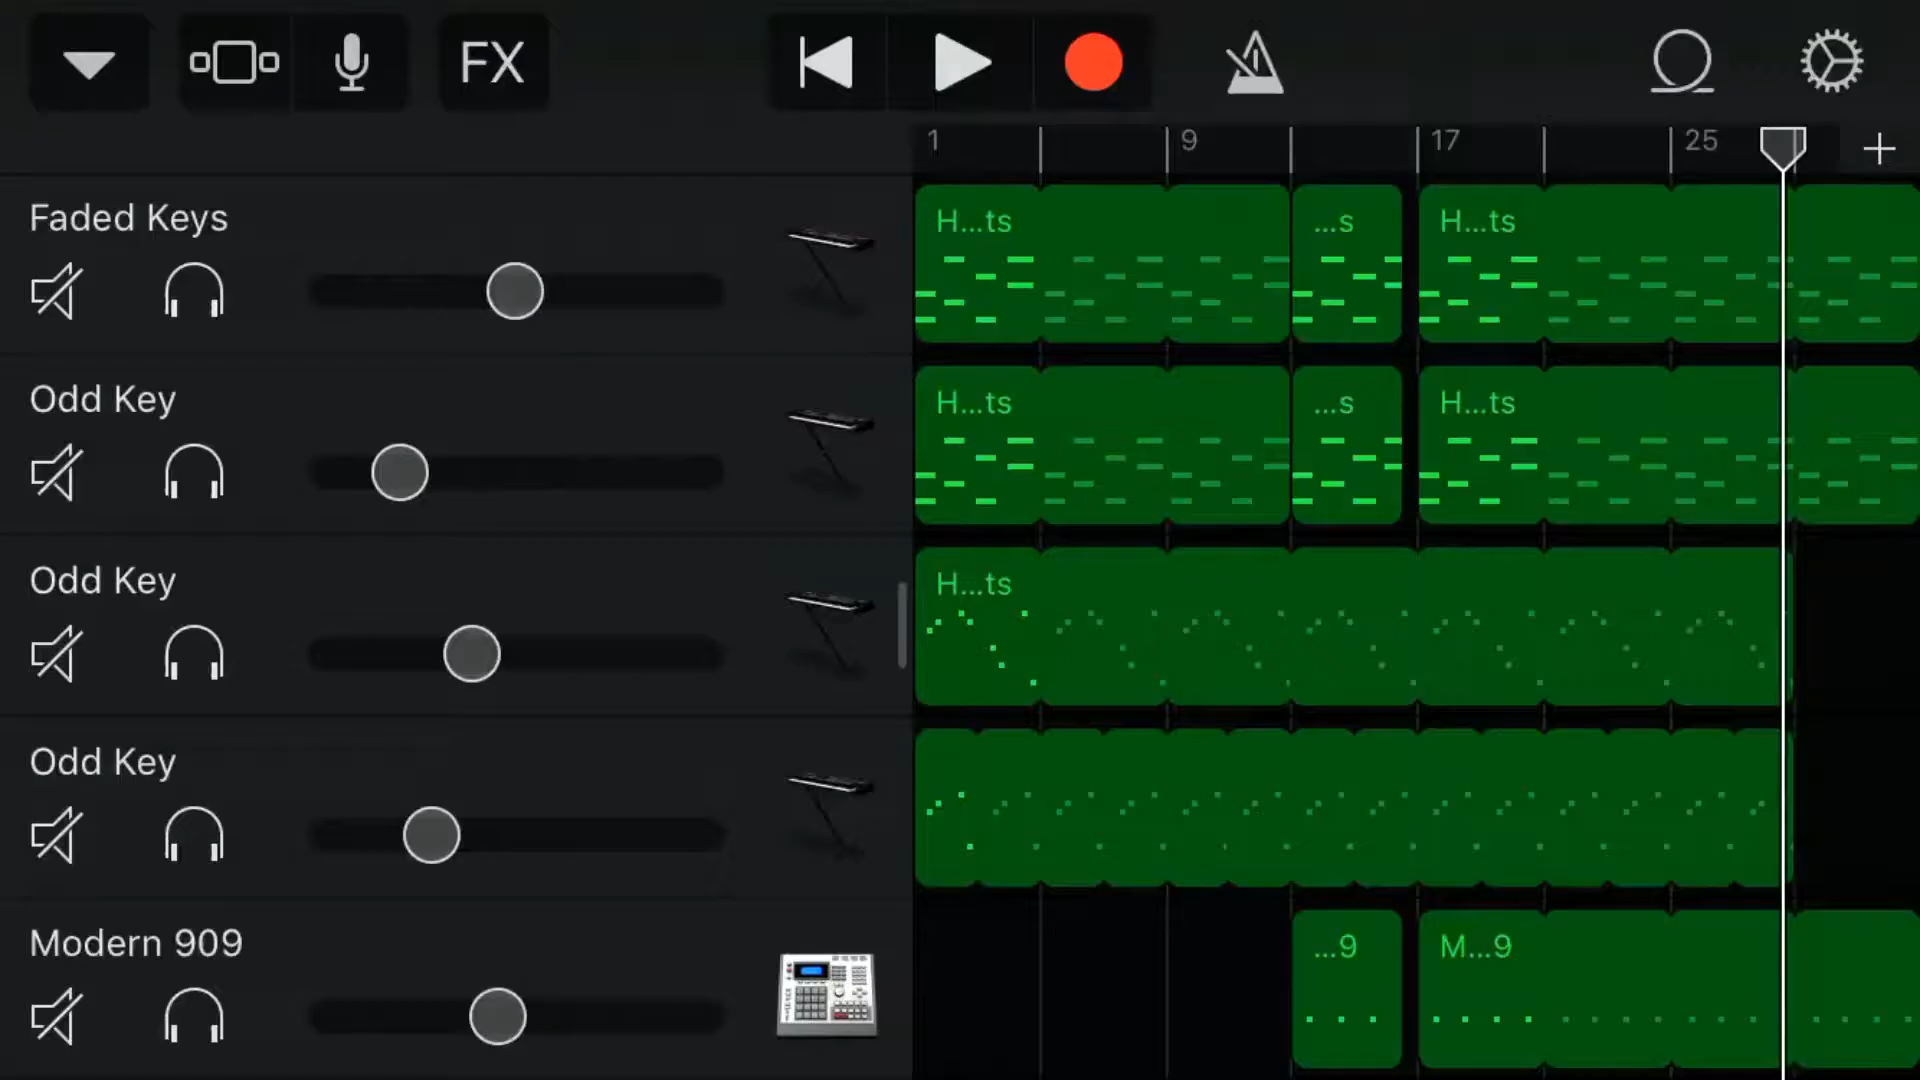 FX
1 9 17 25
Faded Keys
H...ts ...s H...ts
Odd Key
H...ts ...s H...ts
Odd Key
H...ts
Odd Key
Modern 909
...9 M...9